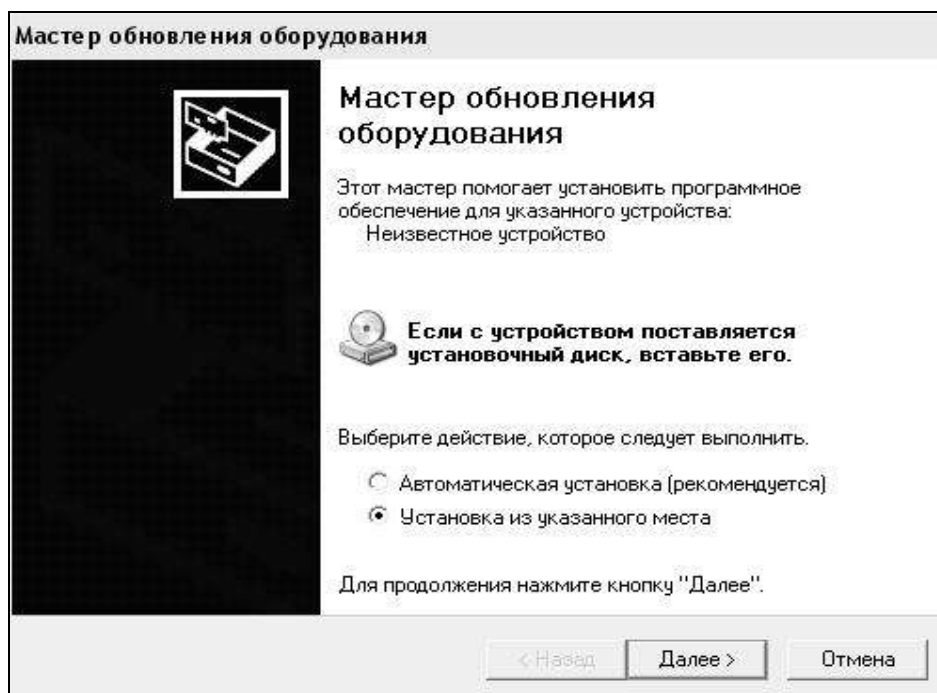 Мастер обновления оборудования
Мастер обновления
оборудования
Этот мастер помогает установить программное
обеспечение для указанного устройства:
Неизвестное устройство
Если с устройством поставляется
установочный диск, вставьте его.
Выберите действие, которое следует выполнить.
Автоматическая установка (рекомендуется)
Установка из указанного места
Для продолжения нажмите кнопку "Далее".
< Назад Далее > Отмена